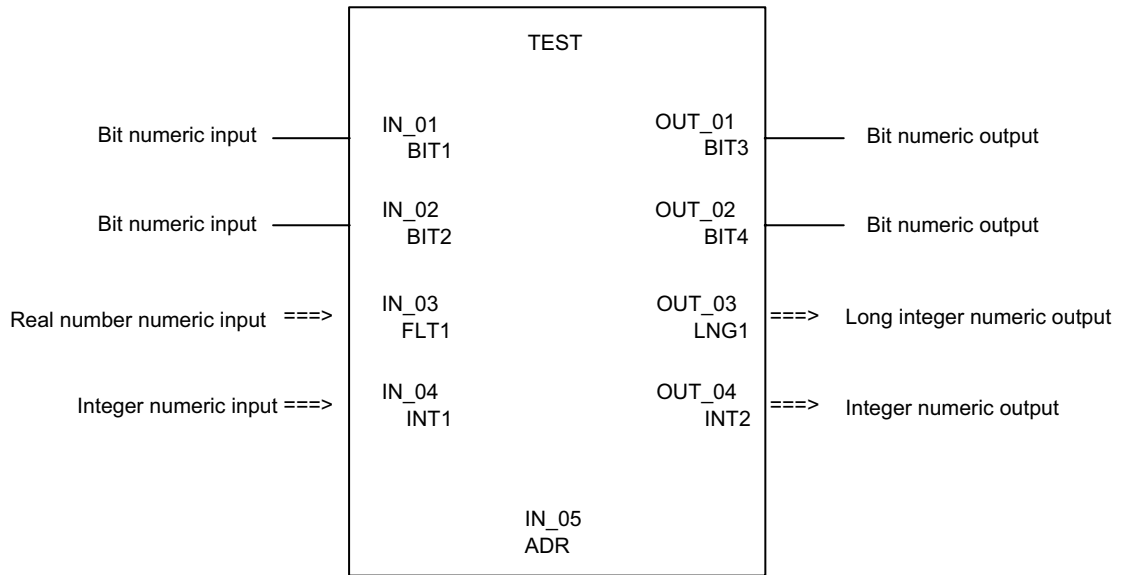 TEST
Bit numeric input IN_01 OUT_01 Bit numeric output
BIT1 BIT3
Bit numeric input IN_02 OUT_02 Bit numeric output
BIT2 BIT4
Real number numeric input ===> IN_03 OUT_03 ===> Long integer numeric output
FLT1 LNG1
Integer numeric input ===> IN_04 OUT_04 ===> Integer numeric output
INT1 INT2
IN_05
ADR